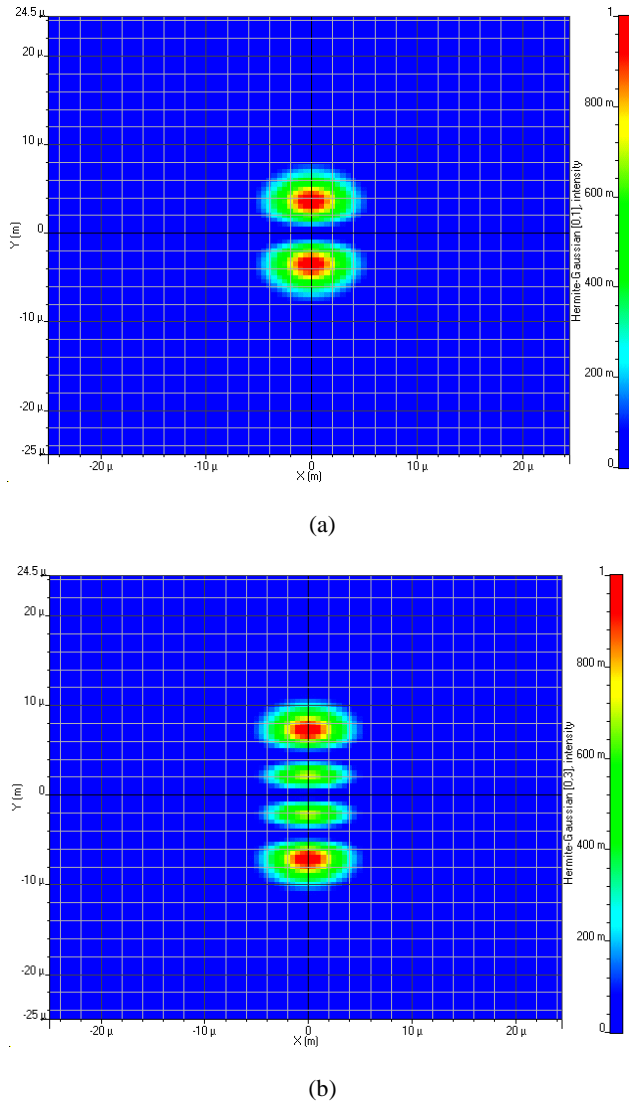 24.5 µ
20 µ
10 µ
0
-10 µ
-20 µ
-25 µ
Y (m)
-20 µ
-10 µ
0
10 µ
20 µ
X (m)
1
800 m
600 m
400 m
200 m
0
Hermite-Gaussian [0,1], intensity
(a)
24.5 µ
20 µ
10 µ
0
-10 µ
-20 µ
-25 µ
Y (m)
-20 µ
-10 µ
0
10 µ
20 µ
X (m)
1
800 m
600 m
400 m
200 m
0
Hermite-Gaussian [0,3], intensity
(b)